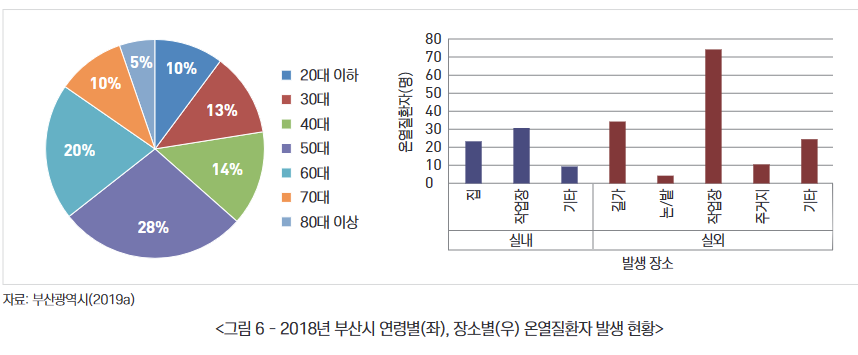 10%
13%
14%
28%
20%
10%
5%
20대 이하
30대
40대
50대
60대
70대
80대 이상
온열질환자(명)
80
70
60
50
40
30
20
10
0
집
작업장
기타
길가
논/밭
작업장
주거지
기타
실내
실외
발생 장소
자료: 부산광역시(2019a)
<그림 6 - 2018년 부산시 연령별(좌), 장소별(우) 온열질환자 발생 현황>